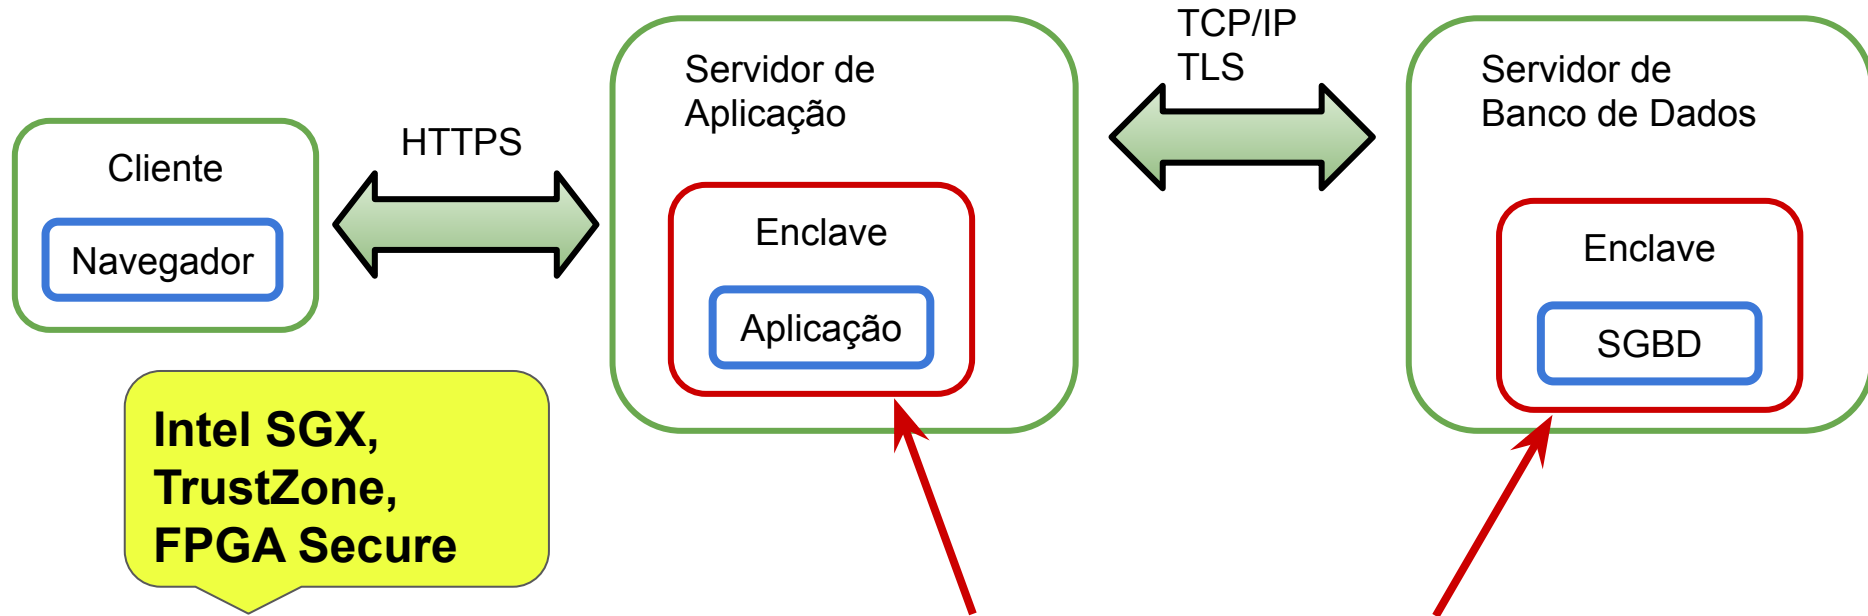 Cliente
Navegador
HTTPS
Servidor de
Aplicação
Enclave
Aplicação
TCP/IP
TLS
Servidor de
Banco de Dados
Enclave
SGBD
Intel SGX,
TrustZone,
FPGA Secure